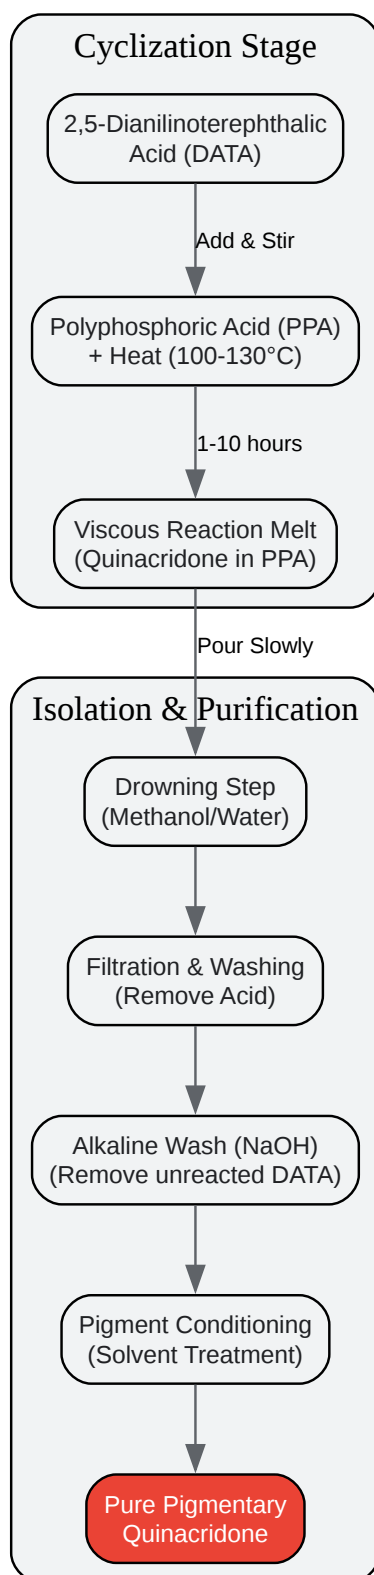 Cyclization Stage
2,5-Dianilinoterephthalic
Acid (DATA)
Add & Stir
Polyphosphoric Acid (PPA)
+ Heat (100-130°C)
1-10 hours
Viscous Reaction Melt
(Quinacridone in PPA)
Pour Slowly
Isolation & Purification
Drowning Step
(Methanol/Water)
Filtration & Washing
(Remove Acid)
Alkaline Wash (NaOH)
(Remove unreacted DATA)
Pigment Conditioning
(Solvent Treatment)
Pure Pigmentary
Quinacridone